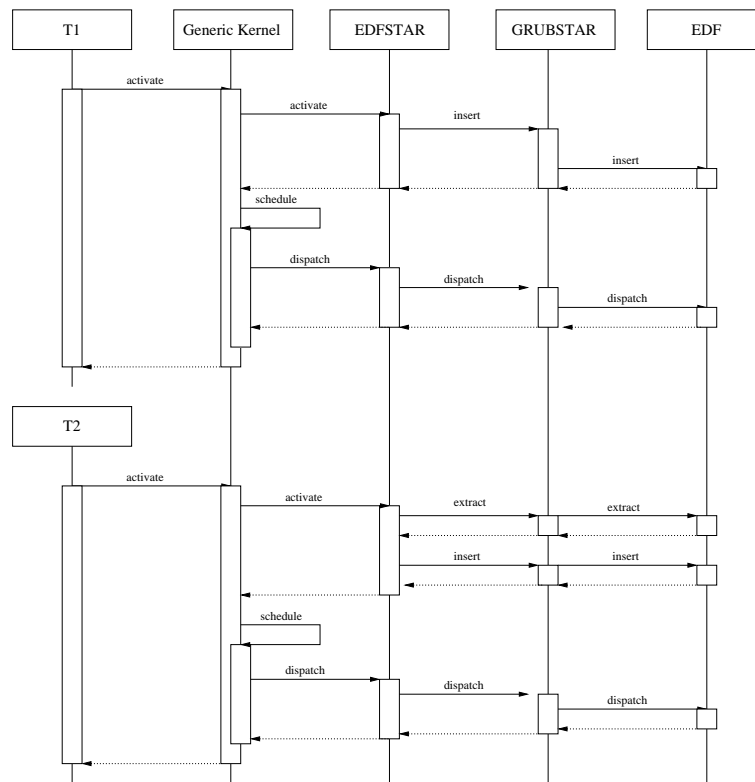 T1
Generic Kernel
EDFSTAR
GRUBSTAR
EDF
activate
activate
insert
insert
schedule
dispatch
dispatch
dispatch
T2
activate
activate
extract
extract
insert
insert
schedule
dispatch
dispatch
dispatch